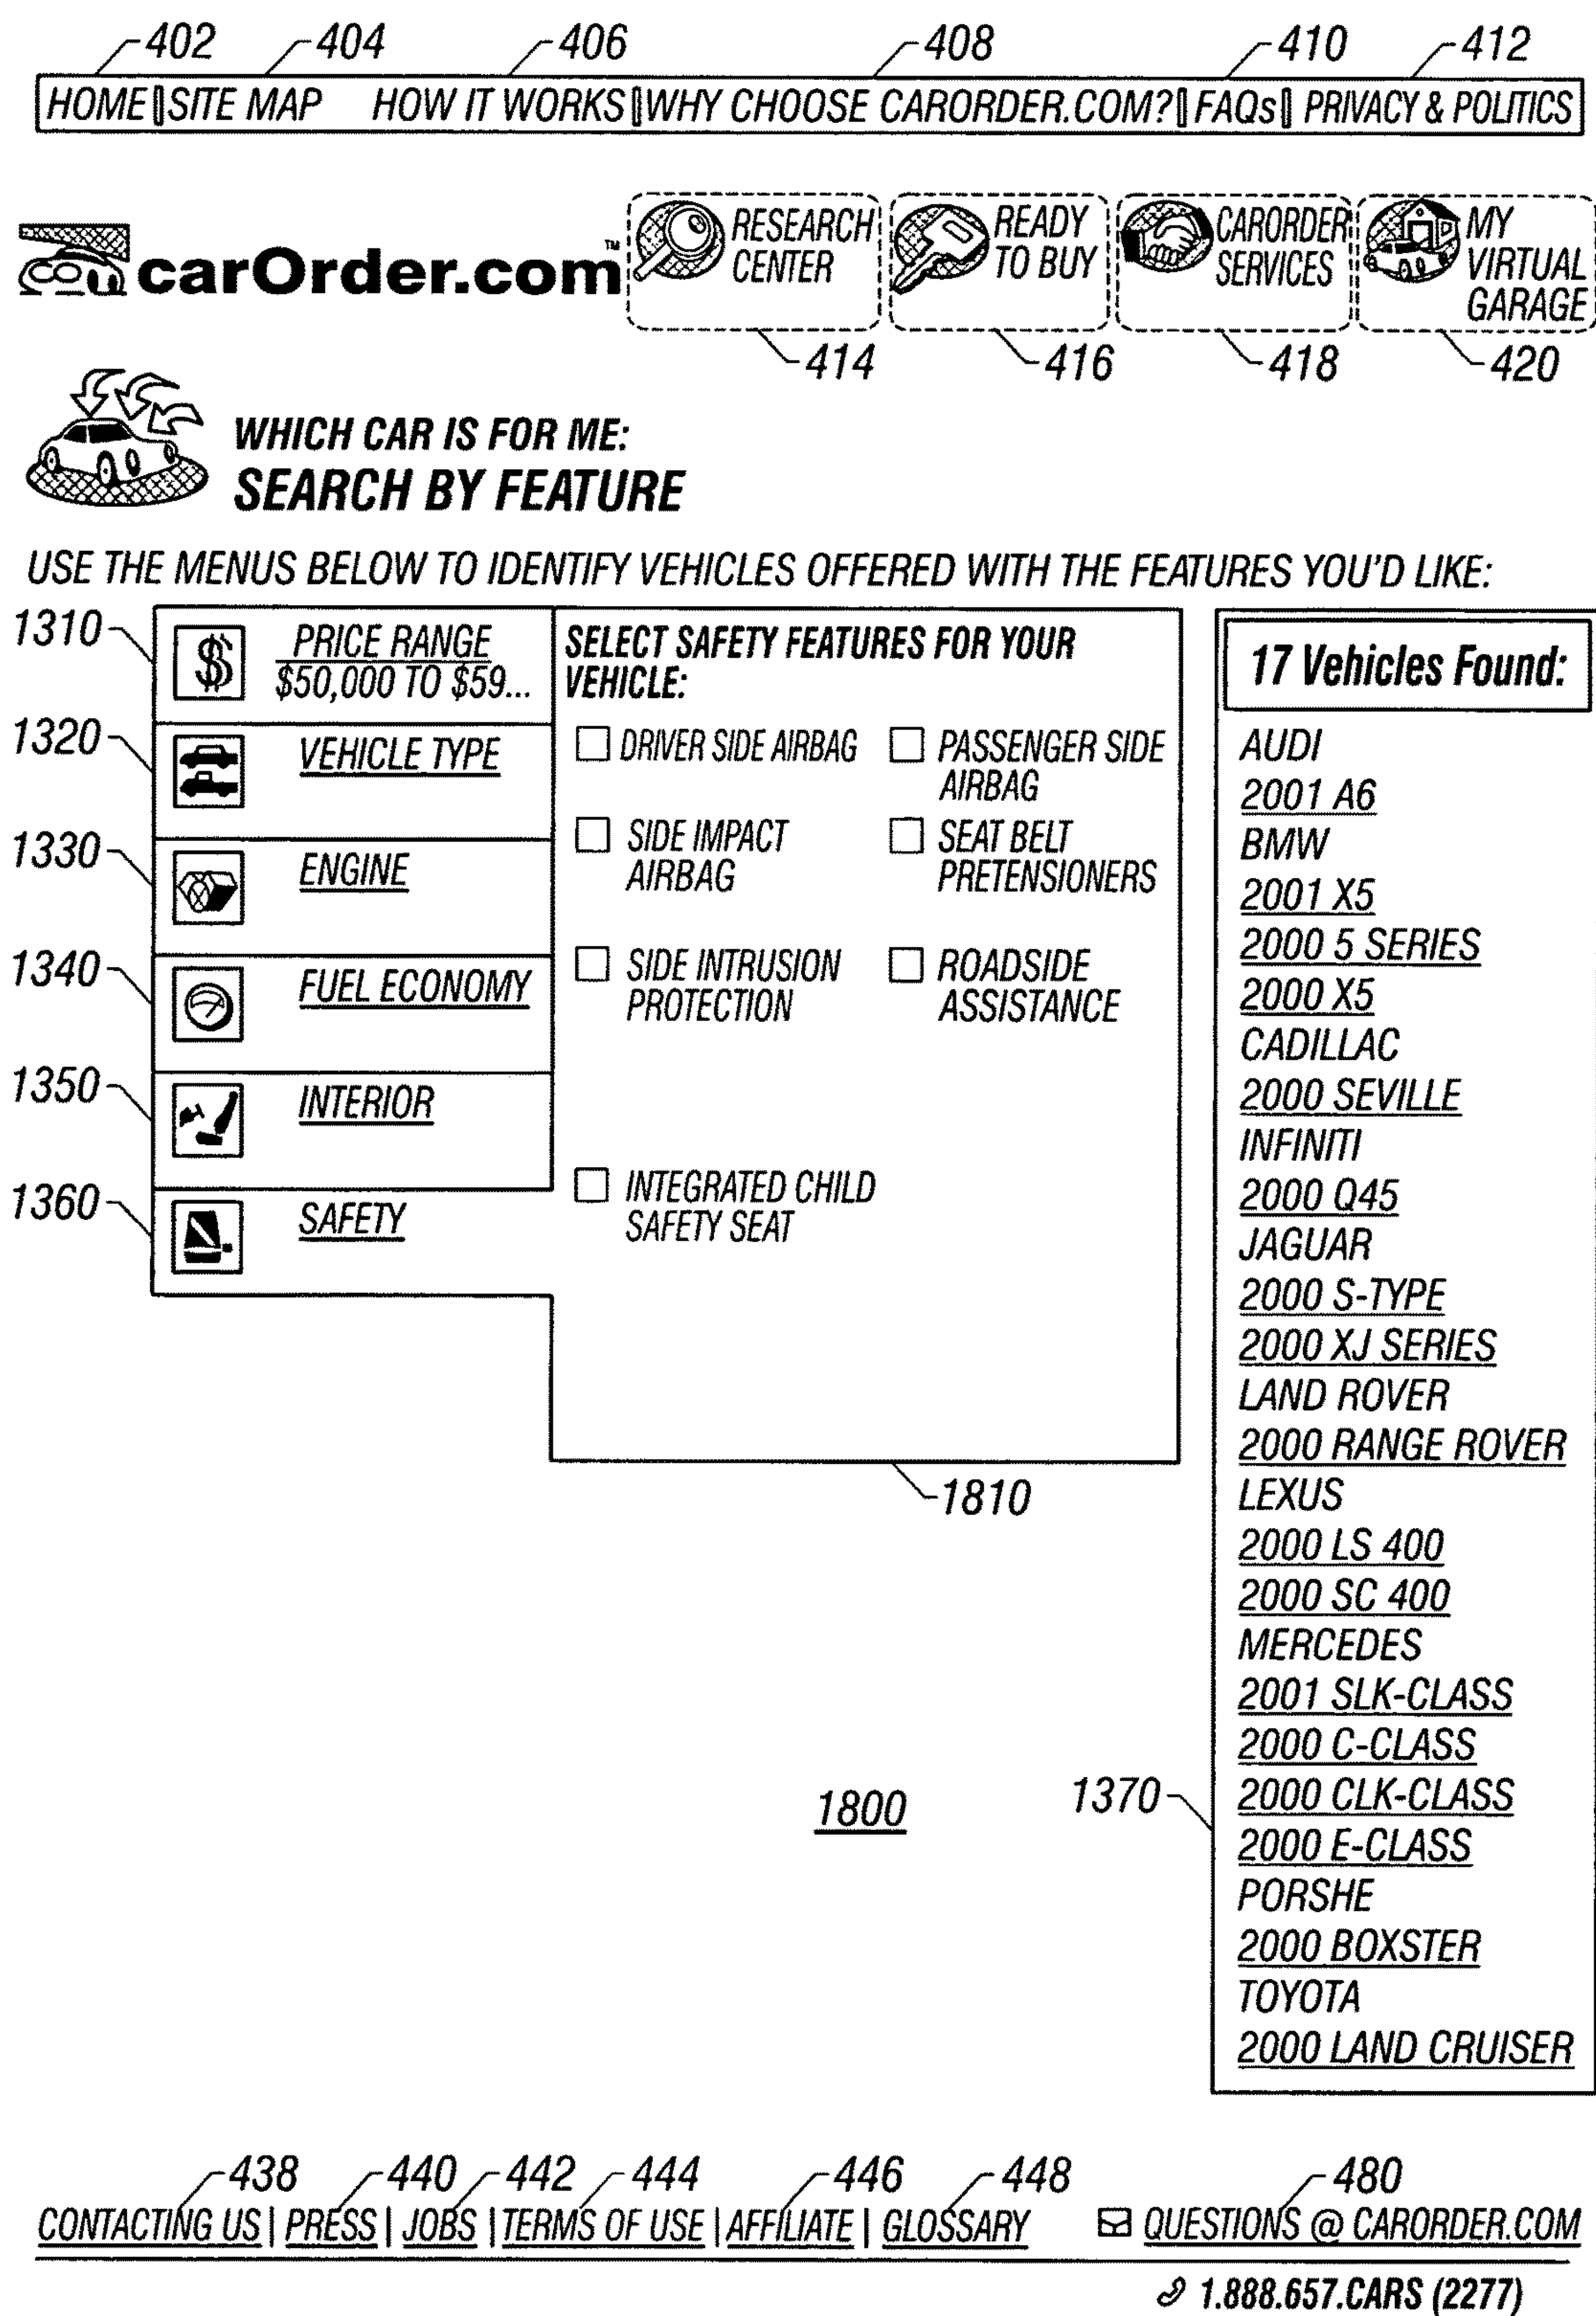 402 404 406 408 410 412
HOME SITE MAP HOW IT WORKS WHY CHOOSE CARORDER.COM? FAQs PRIVACY & POLITICS
carOrder.com™
RESEARCH
CENTER
READY
TO BUY
CARORDER
SERVICES
MY
VIRTUAL
GARAGE
414 416 418 420
WHICH CAR IS FOR ME:
SEARCH BY FEATURE
USE THE MENUS BELOW TO IDENTIFY VEHICLES OFFERED WITH THE FEATURES YOU'D LIKE:
1310
$ PRICE RANGE
$50,000 TO $59...
1320
VEHICLE TYPE
1330
ENGINE
1340
FUEL ECONOMY
1350
INTERIOR
1360
SAFETY
SELECT SAFETY FEATURES FOR YOUR
VEHICLE:
DRIVER SIDE AIRBAG
PASSENGER SIDE
AIRBAG
SIDE IMPACT
AIRBAG
SEAT BELT
PRETENSIONERS
SIDE INTRUSION
PROTECTION
ROADSIDE
ASSISTANCE
INTEGRATED CHILD
SAFETY SEAT
1810
17 Vehicles Found:
AUDI
2001 A6
BMW
2001 X5
2000 5 SERIES
2000 X5
CADILLAC
2000 SEVILLE
INFINITI
2000 Q45
JAGUAR
2000 S-TYPE
2000 XJ SERIES
LAND ROVER
2000 RANGE ROVER
LEXUS
2000 LS 400
2000 SC 400
MERCEDES
2001 SLK-CLASS
2000 C-CLASS
2000 CLK-CLASS
2000 E-CLASS
PORSHE
2000 BOXSTER
TOYOTA
2000 LAND CRUISER
1370
1800
438 440 442 444 446 448 480
CONTACTING US | PRESS | JOBS | TERMS OF USE | AFFILIATE | GLOSSARY QUESTIONS @ CARORDER.COM
1.888.657.CARS (2277)